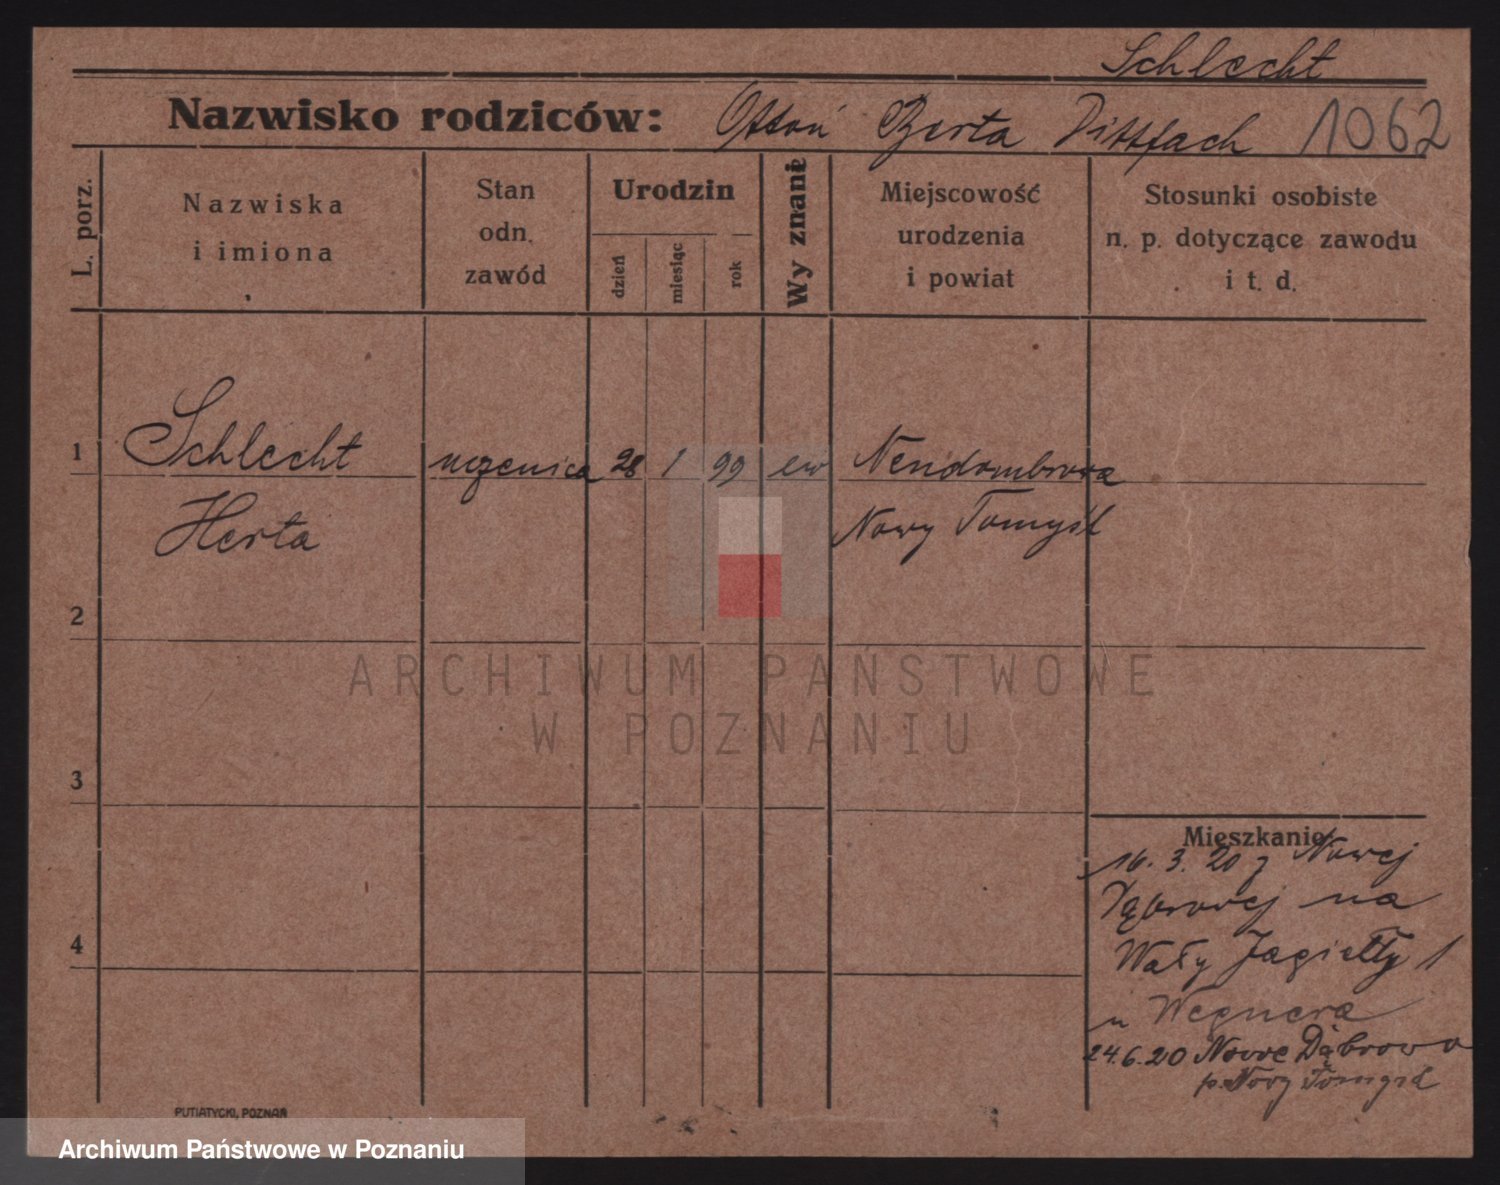 Schlecht
Nazwisko rodziców: Otton Berta Dittfach 1062
L. porz.
Nazwiska
i imiona
Stan
odn.
zawód
Urodzin
dzień
miesiąc
rok
Wyznanie
Miejscowość
urodzenia
i powiat
Stosunki osobiste
n. p. dotyczące zawodu
i t. d.
1 Schlecht uczenica 28 1 99 ew Neudombrowa
Herta Nowy Tomyśl
2
ARCHIWUM PAŃSTWOWE
W POZNANIU
3
4
Mieszkanie
16. 3. 20 z Nowej
Dąbrowej na
Wały Jagiełły 1
u Wegnera
24.6.20 Nowe Dąbrowo
p. Nowy Tomyśl
PUTIATYCKI, POZNAŃ
Archiwum Państwowe w Poznaniu